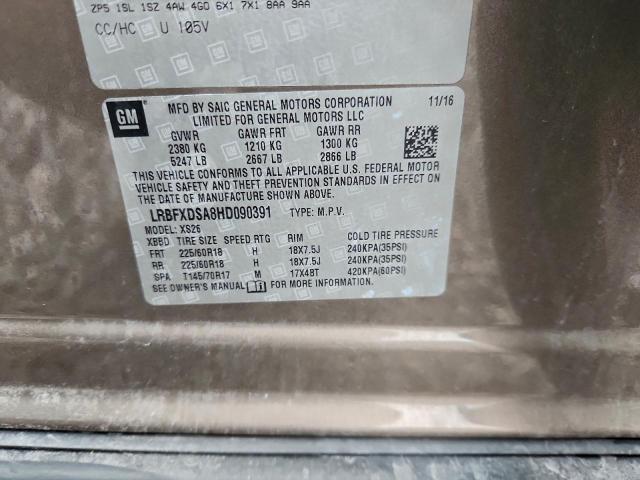 2P5 1SL 1SZ 4AW 4G0 6X1 7X1 8AA 9AA
CC/HC U 105V
GM
MFD BY SAIC GENERAL MOTORS CORPORATION 11/16
LIMITED FOR GENERAL MOTORS LLC
GVWR GAWR FRT GAWR RR
2380 KG 1210 KG 1300 KG
5247 LB 2667 LB 2866 LB
THIS VEHICLE CONFORMS TO ALL APPLICABLE U.S. FEDERAL MOTOR
VEHICLE SAFETY AND THEFT PREVENTION STANDARDS IN
EFFECT ON THE DATE OF MANUFACTURE SHOWN
ABOVE.
LRBFXDSA8HD090391 TYPE: M.P.V.
MODEL: XS26
XBBD TIRE SIZE SPEED RTG RIM COLD TIRE PRESSURE
FRT 225/60R18 H 18X7.5J 240KPA(35PSI)
RR 225/60R18 H 18X7.5J 240KPA(35PSI)
SPA T145/70R17 M 17X4BT 420KPA(60PSI)
SEE OWNER'S MANUAL FOR MORE INFORMATION.